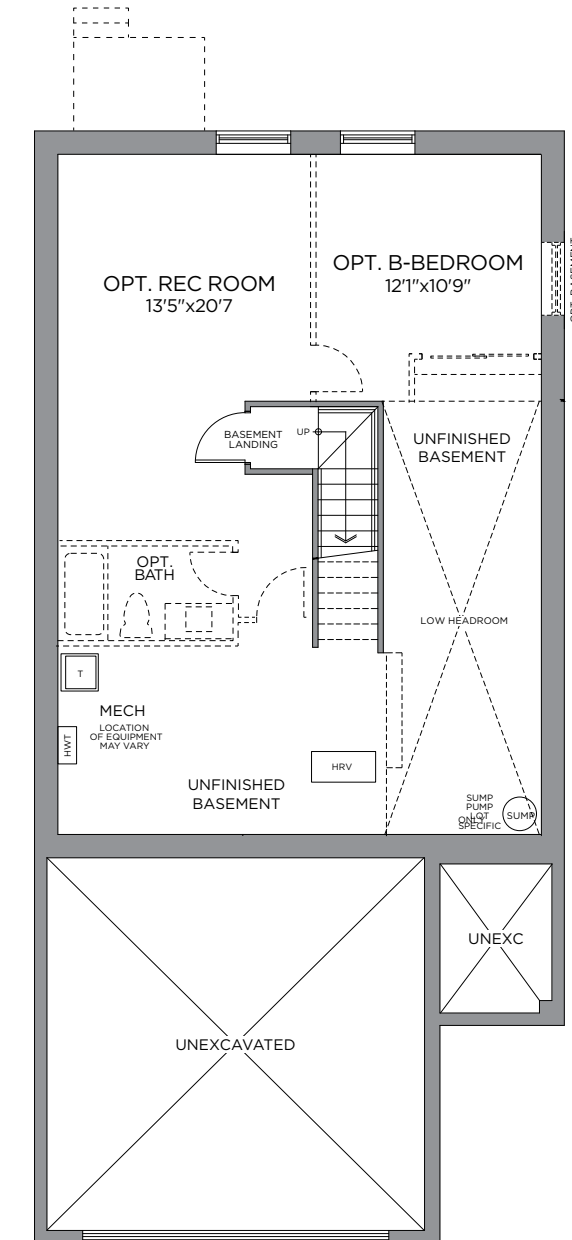 OPT. REC ROOM
13'5"x20'7
OPT. B-BEDROOM
12'1"x10'9"
BASEMENT
LANDING
UP
UNFINISHED
BASEMENT
OPT.
BATH
LOW HEADROOM
T
MECH
LOCATION
OF EQUIPMENT
MAY VARY
HWT
HRV
UNFINISHED
BASEMENT
SUMP
PUMP
LOT
ONLY
SPECIFIC
SUMP
UNEXC
UNEXCAVATED